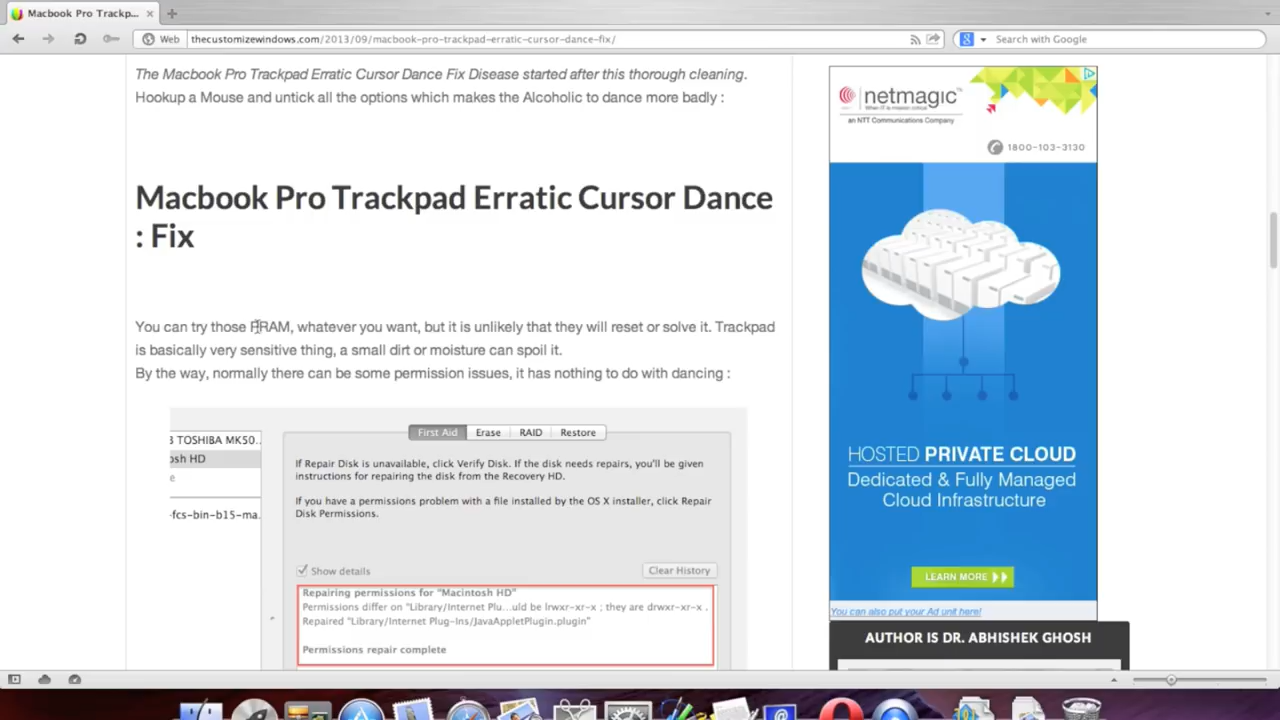 Macbook Pro Trackp...
Web thecustomizewindows.com/2013/09/macbook-pro-trackpad-erratic-cursor-dance-fix/
Search with Google
The Macbook Pro Trackpad Erratic Cursor Dance Fix Disease started after this thorough cleaning.
Hookup a Mouse and untick all the options which makes the Alcoholic to dance more badly :
Macbook Pro Trackpad Erratic Cursor Dance
: Fix
You can try those PRAM, whatever you want, but it is unlikely that they will reset or solve it. Trackpad
is basically very sensitive thing, a small dirt or moisture can spoil it.
By the way, normally there can be some permission issues, it has nothing to do with dancing :
3 TOSHIBA MK50..
osh HD
-fcs-bin-b15-ma..
First Aid Erase RAID Restore
If Repair Disk is unavailable, click Verify Disk. If the disk needs repairs, you'll be given
instructions for repairing the disk from the Recovery HD.
If you have a permissions problem with a file installed by the OS X installer, click Repair
Disk Permissions.
Show details
Clear History
Repairing permissions for "Macintosh HD"
Permissions differ on "Library/Internet Plu...uld be lrwxr-xr-x ; they are drwxr-xr-x .
Repaired "Library/Internet Plug-Ins/JavaAppletPlugin.plugin"
Permissions repair complete
netmagic
an NTT Communications Company
1800-103-3130
HOSTED PRIVATE CLOUD
Dedicated & Fully Managed
Cloud Infrastructure
LEARN MORE
You can also put your Ad unit here!
AUTHOR IS DR. ABHISHEK GHOSH